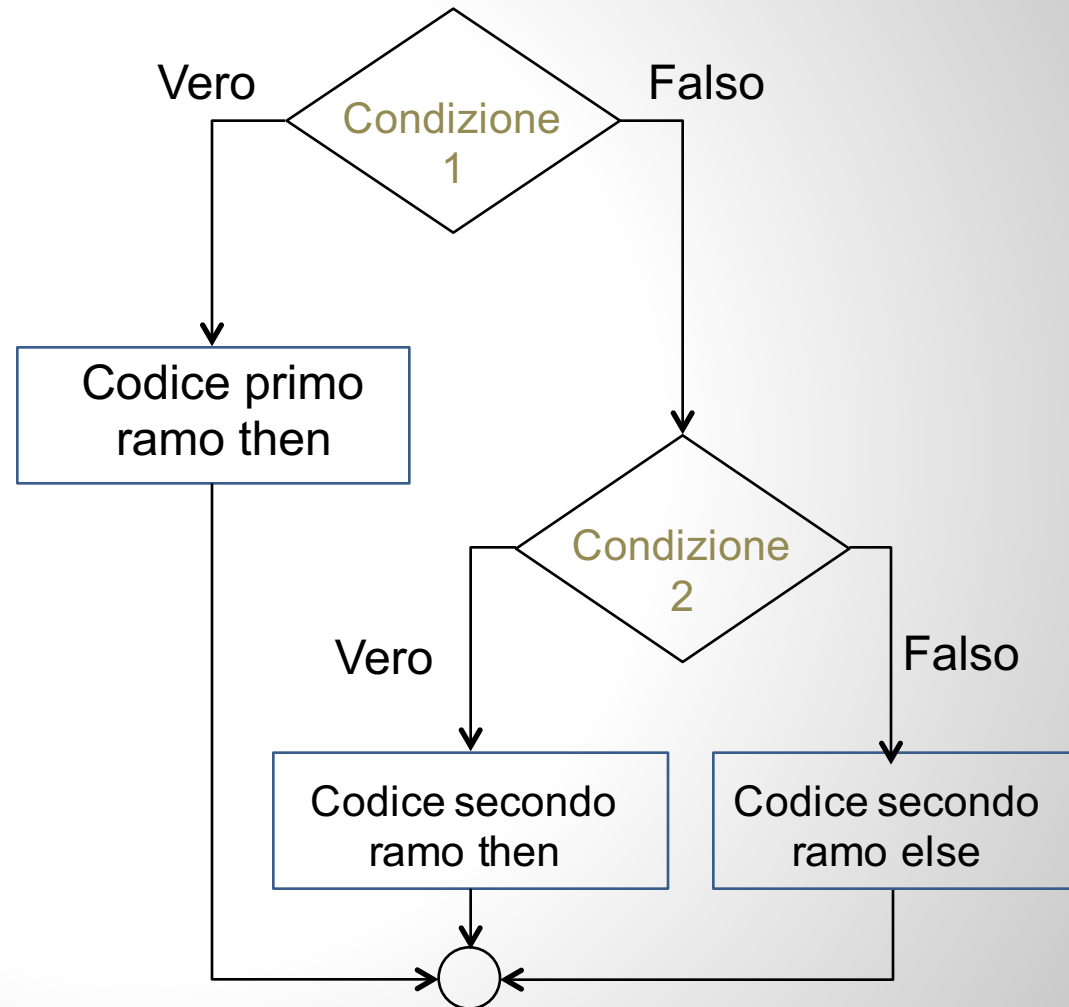 Vero
Falso
Condizione
1
Codice primo
ramo then
Condizione
2
Vero
Falso
Codice secondo
ramo then
Codice secondo
ramo else